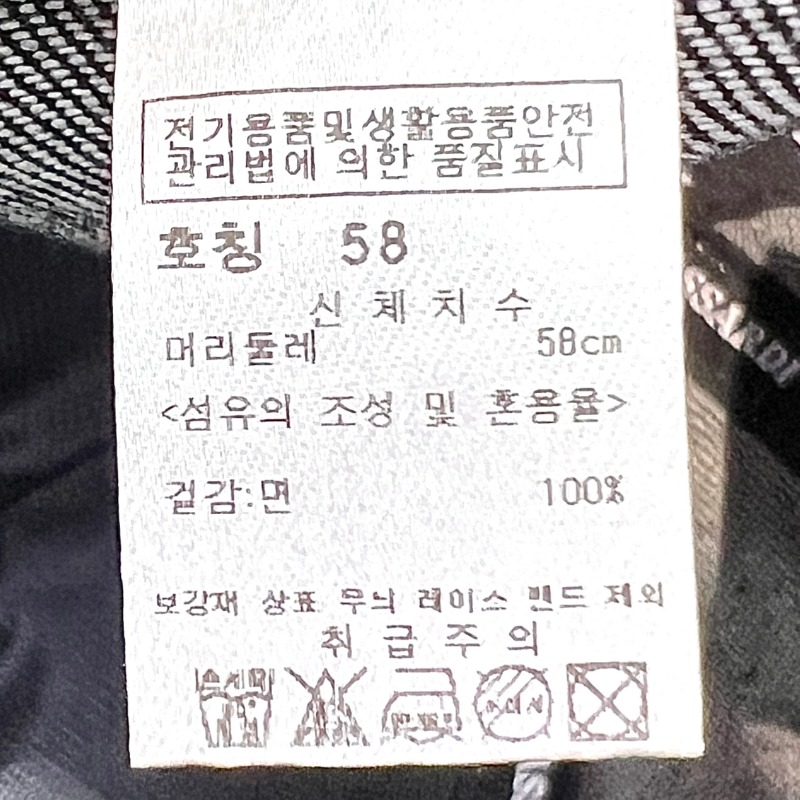 전기용품및생활용품안전
관리법에 의한 품질표시
호칭 58
신 체 치 수
머리둘레 58cm
<섬유의 조성 및 혼용율>
겉감:면 100%
보강재 상표 무늬 레이스 밴드 제외
취 급 주 의